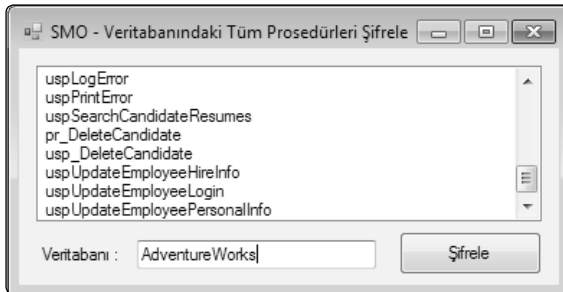 SMO - Veritabanındaki Tüm Prosedürleri Şifrele
uspLogError
uspPrintError
uspSearchCandidateResumes
pr_DeleteCandidate
usp_DeleteCandidate
uspUpdateEmployeeHireInfo
uspUpdateEmployeeLogin
uspUpdateEmployeePersonalInfo
Veritabanı : AdventureWorks Şifrele